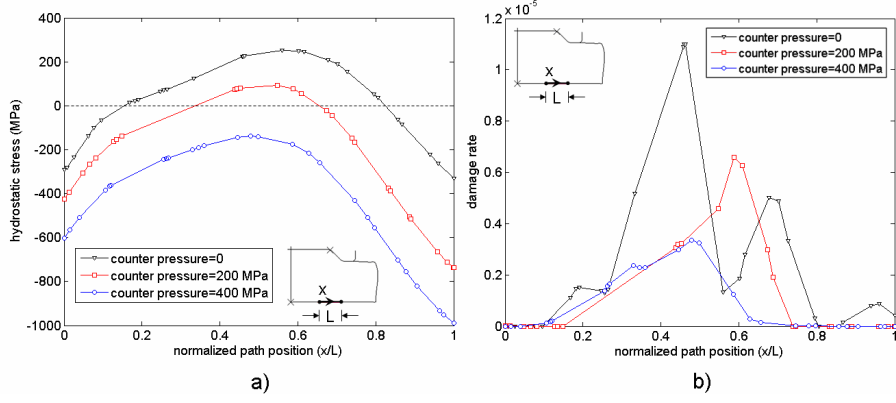 400
200
0
-200
-400
-600
-800
-1000
hydrostatic stress (MPa)
counter pressure=0
counter pressure=200 MPa
counter pressure=400 MPa
X
L
0
0.2
0.4
0.6
0.8
1
normalized path position (x/L)
a)
x 10^-5
1.2
1
0.8
0.6
0.4
0.2
0
damage rate
X
L
counter pressure=0
counter pressure=200 MPa
counter pressure=400 MPa
0
0.2
0.4
0.6
0.8
1
normalized path position (x/L)
b)